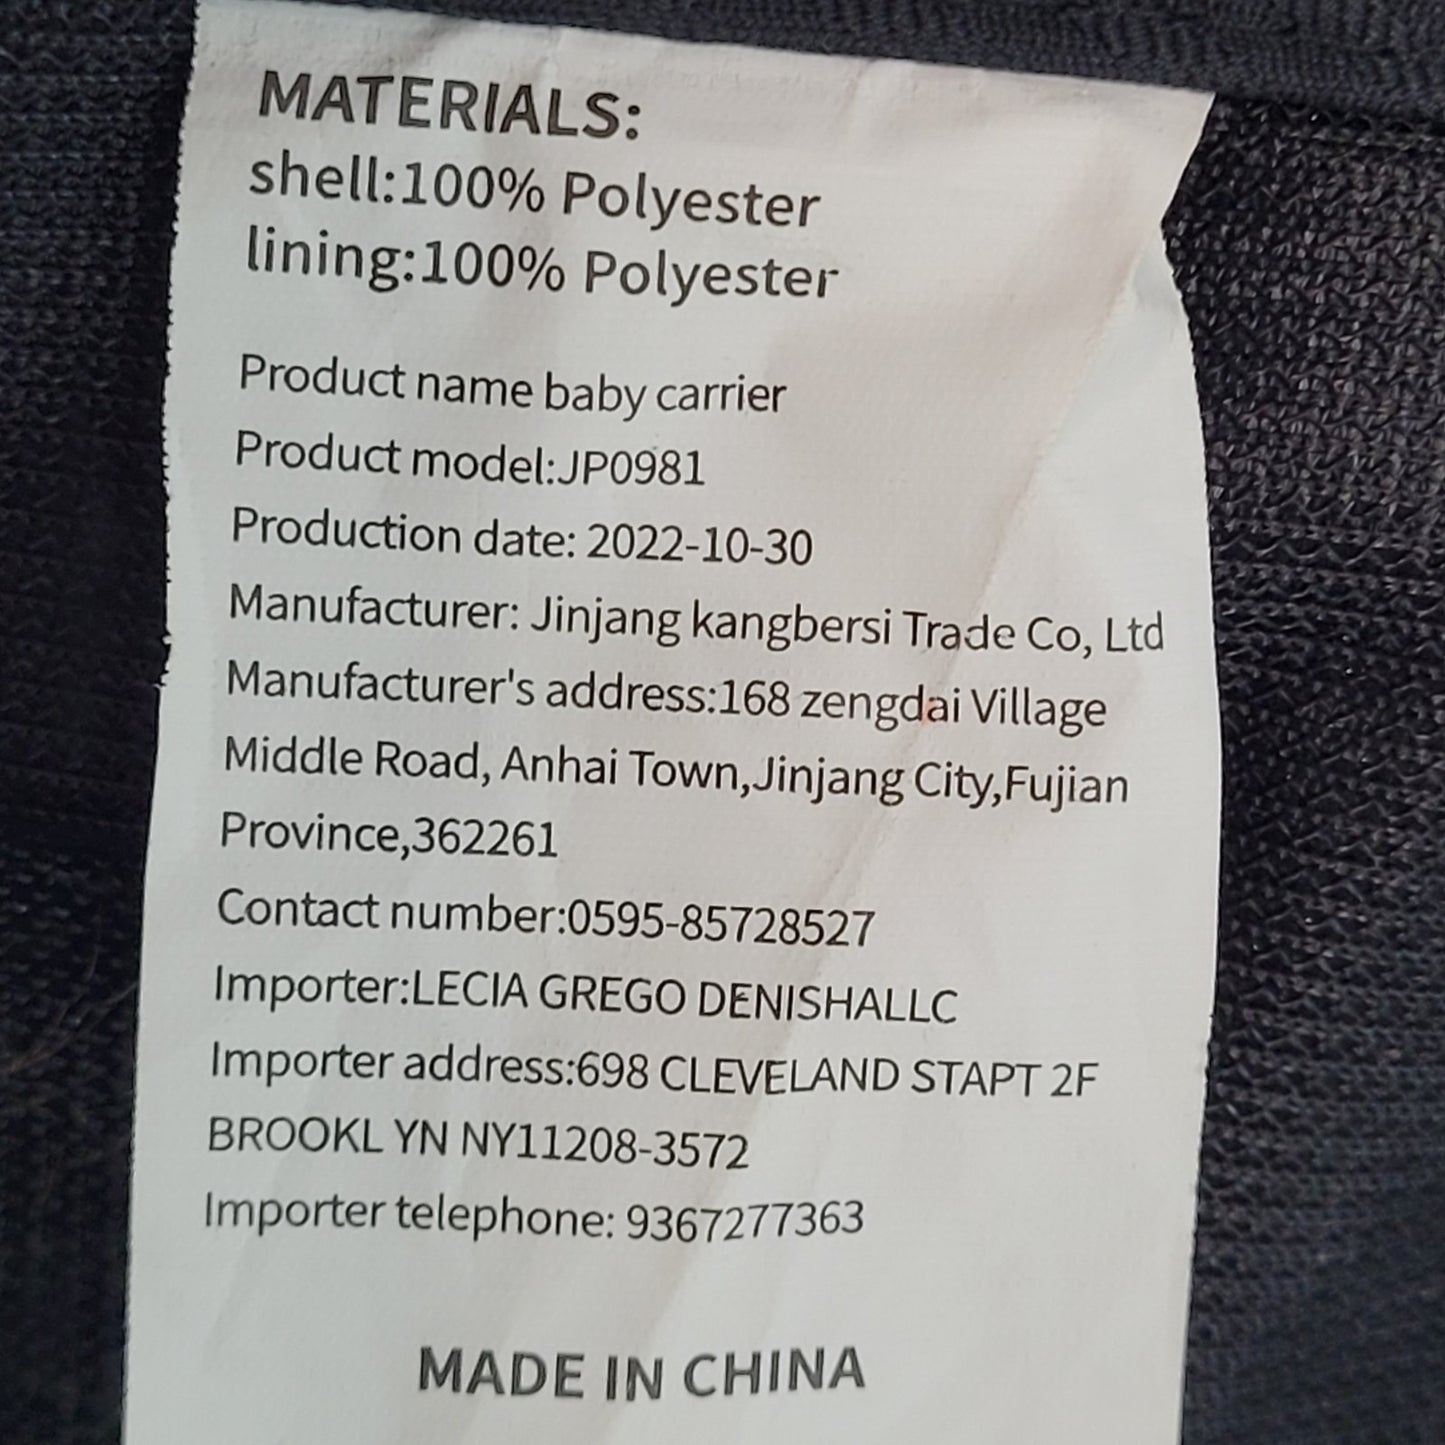 MATERIALS:
shell:100% Polyester
lining:100% Polyester
Product name baby carrier
Product model:JP0981
Production date: 2022-10-30
Manufacturer: Jinjang kangbersi Trade Co, Ltd
Manufacturer's address:168 zengdai Village
Middle Road, Anhai Town,Jinjang City,Fujian
Province,362261
Contact number:0595-85728527
Importer:LECIA GREGO DENISHALLC
Importer address:698 CLEVELAND STAPT 2F
BROOKL YN NY11208-3572
Importer telephone: 9367277363
MADE IN CHINA